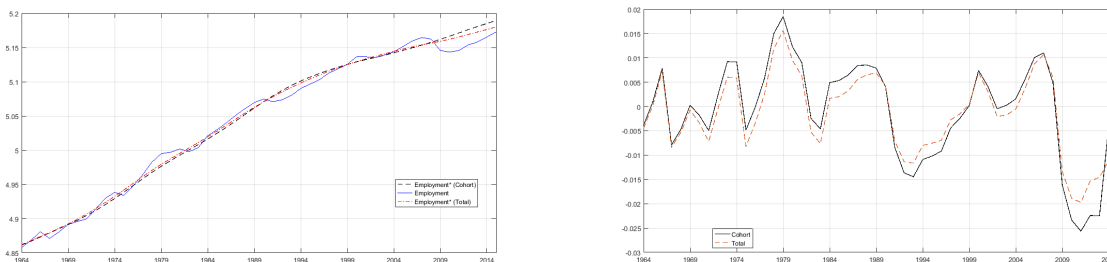 5.2
5.15
5.1
5.05
5
4.95
4.9
4.85
1964 1969 1974 1979 1984 1989 1994 1999 2004 2009 2014
Employment* (Cohort)
Employment
Employment* (Total)
0.02
0.015
0.01
0.005
0
-0.005
-0.01
-0.015
-0.02
-0.025
-0.03
1964 1969 1974 1979 1984 1989 1994 1999 2004 2009
Cohort
Total